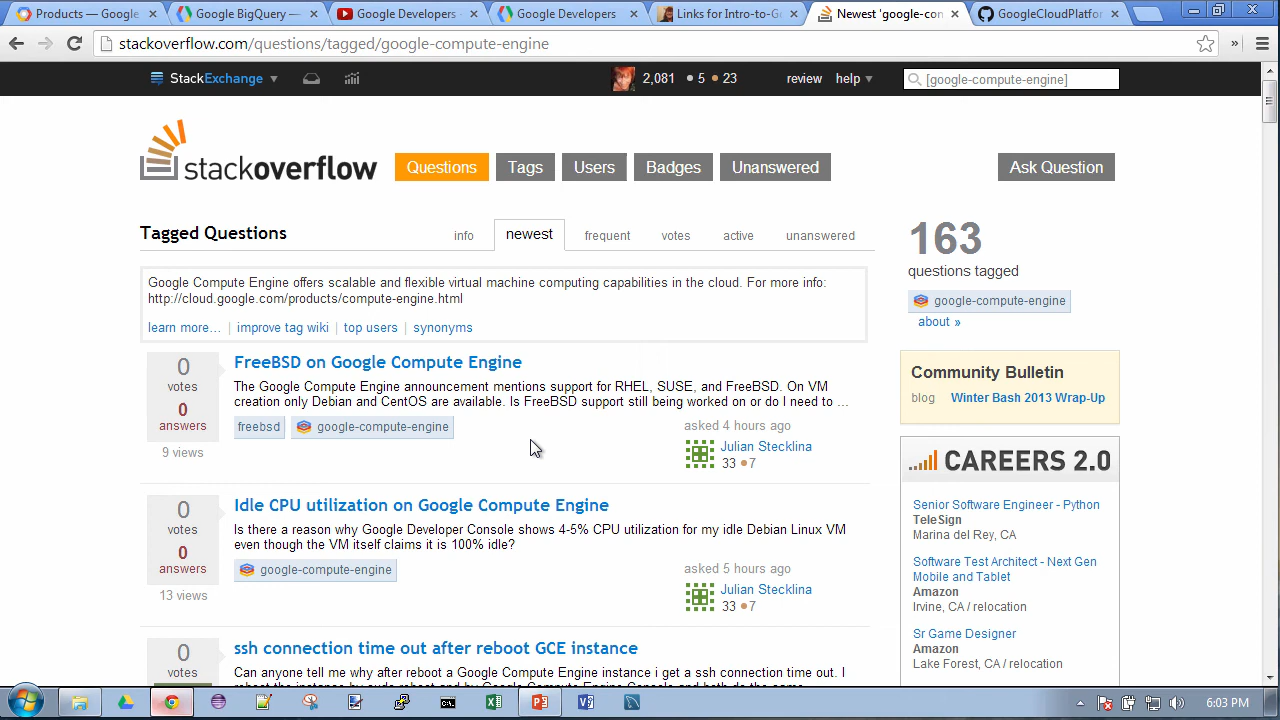 Products — Google Cloud
Google BigQuery —
Google Developers
Google Developers
Links for Intro-to-Go
Newest 'google-con
GoogleCloudPlatfor
stackoverflow.com/questions/tagged/google-compute-engine
StackExchange
2,081 5 23
review
help
[google-compute-engine]
stackoverflow
Questions
Tags
Users
Badges
Unanswered
Ask Question
Tagged Questions
info
newest
frequent
votes
active
unanswered
163
questions tagged
google-compute-engine
about »
Google Compute Engine offers scalable and flexible virtual machine computing capabilities in the cloud. For more info:
http://cloud.google.com/products/compute-engine.html
learn more… | improve tag wiki | top users | synonyms
0
votes
0
answers
9 views
FreeBSD on Google Compute Engine
The Google Compute Engine announcement mentions support for RHEL, SUSE, and FreeBSD. On VM
creation only Debian and CentOS are available. Is FreeBSD support still being worked on or do I need to ...
freebsd
google-compute-engine
asked 4 hours ago
Julian Stecklina
33 7
0
votes
0
answers
13 views
Idle CPU utilization on Google Compute Engine
Is there a reason why Google Developer Console shows 4-5% CPU utilization for my idle Debian Linux VM
even though the VM itself claims it is 100% idle?
google-compute-engine
asked 5 hours ago
Julian Stecklina
33 7
0
votes
ssh connection time out after reboot GCE instance
Can anyone tell me why after reboot a Google Compute Engine instance i get a ssh connection time out. I
Community Bulletin
blog
Winter Bash 2013 Wrap-Up
CAREERS 2.0
Senior Software Engineer - Python
TeleSign
Marina del Rey, CA
Software Test Architect - Next Gen
Mobile and Tablet
Amazon
Irvine, CA / relocation
Sr Game Designer
Amazon
Lake Forest, CA / relocation
6:03 PM